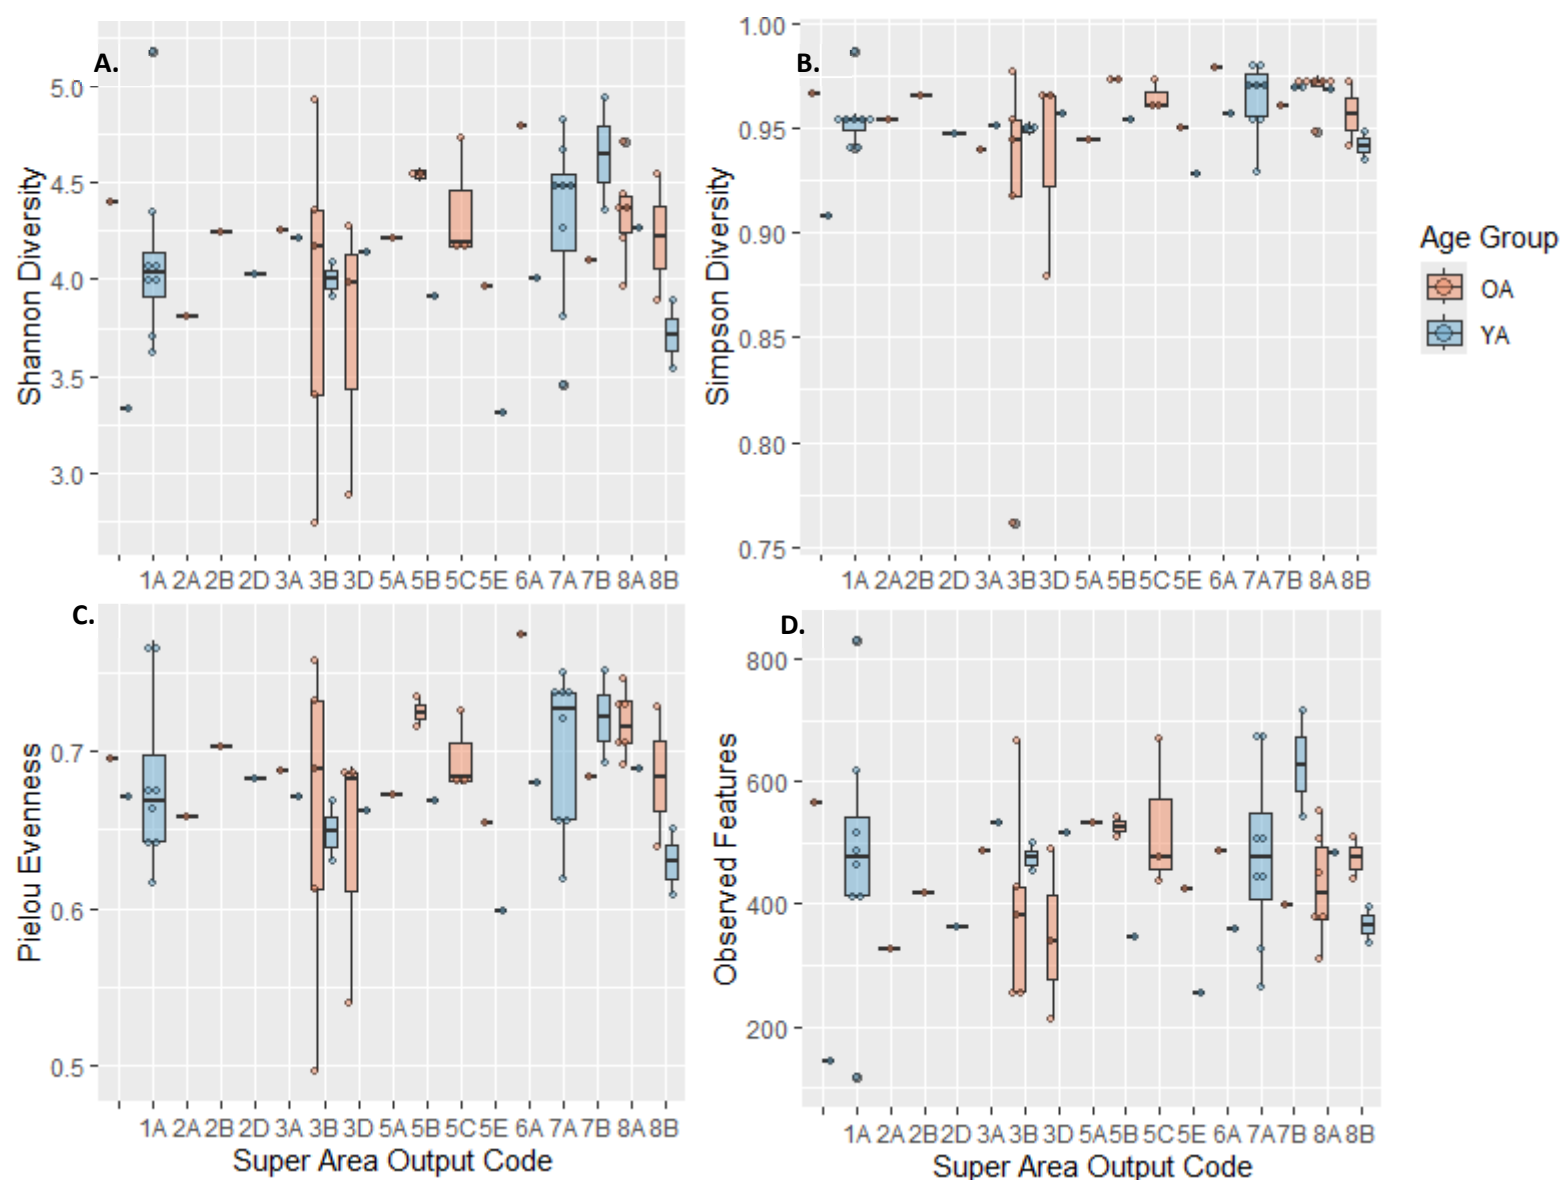 A.
Shannon Diversity
5.0
4.5
4.0
3.5
3.0
1A 2A 2B 2D 3A 3B 3D 5A 5B 5C 5E 6A 7A 7B 8A 8B
B.
Simpson Diversity
1.00
0.95
0.90
0.85
0.80
0.75
1A 2A 2B 2D 3A 3B 3D 5A 5B 5C 5E 6A 7A 7B 8A 8B
Age Group
OA
YA
C.
Pielou Evenness
0.7
0.6
0.5
1A 2A 2B 2D 3A 3B 3D 5A 5B 5C 5E 6A 7A 7B 8A 8B
Super Area Output Code
D.
Observed Features
800
600
400
200
1A 2A 2B 2D 3A 3B 3D 5A 5B 5C 5E 6A 7A 7B 8A 8B
Super Area Output Code